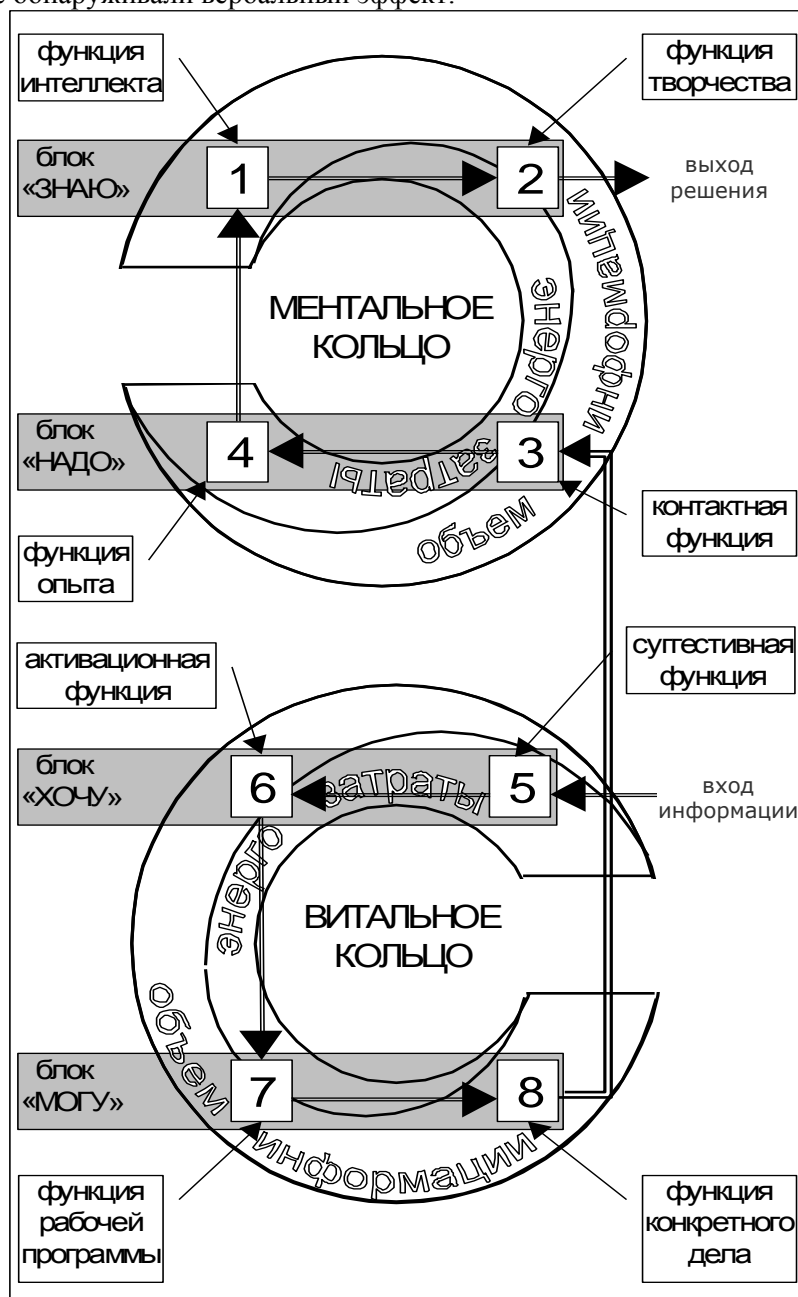 обнаруживали вербальный эффект.
функция
интеллекта
функция
творчества
блок
«ЗНАЮ»
1
2
выход
решения
МЕНТАЛЬНОЕ
КОЛЬЦО
энерго
затраты
объем
информации
блок
«НАДО»
4
3
функция
опыта
контактная
функция
активационная
функция
суггестивная
функция
блок
«ХОЧУ»
6
5
вход
информации
энерго
затраты
ВИТАЛЬНОЕ
КОЛЬЦО
объем
информации
блок
«МОГУ»
7
8
функция
рабочей
программы
функция
конкретного
дела